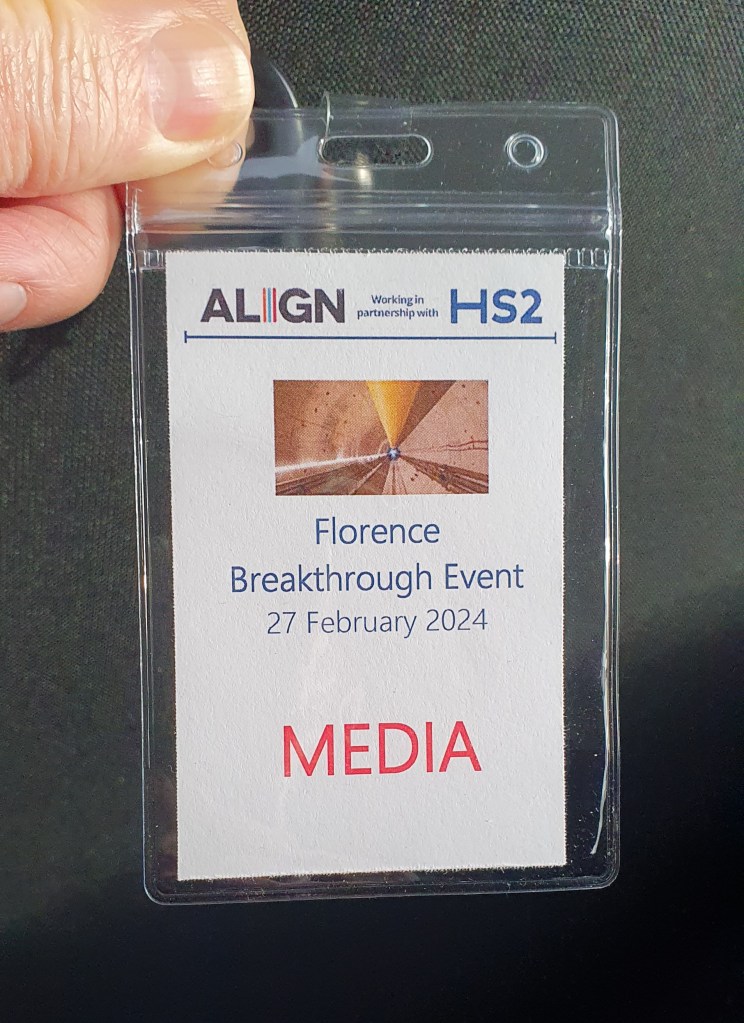 ALIGN Working in partnership with HS2
Florence
Breakthrough Event
27 February 2024
MEDIA